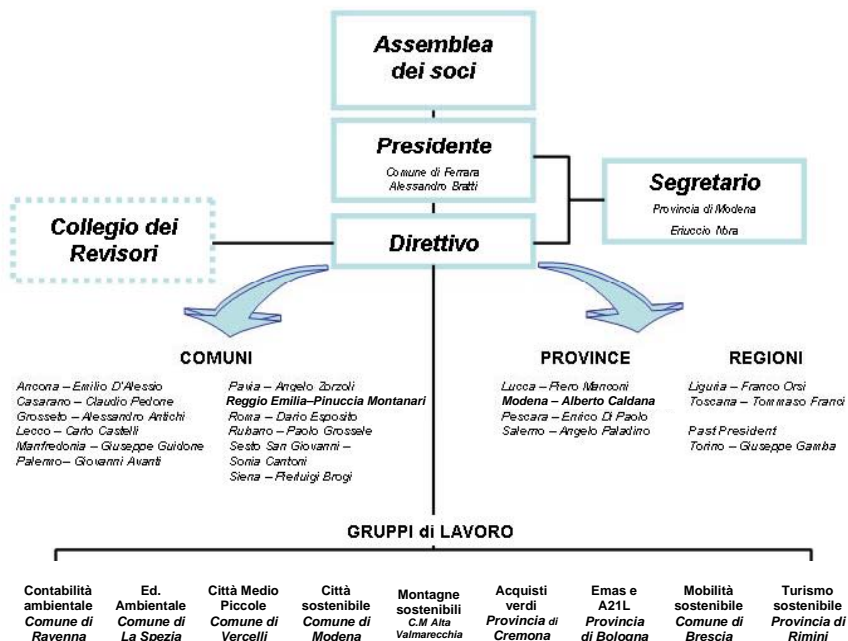 Assemblea
dei soci
Presidente
Comune di Ferrara
Alessandro Bratti
Segretario
Provincia di Modena
Eriuccio Nora
Collegio dei
Revisori
Direttivo
COMUNI
Ancona – Emilio D'Alessio
Casarano – Claudio Pedone
Grosseto – Alessandro Antichi
Lecco – Carlo Castelli
Manfredonia – Giuseppe Guidone
Palermo – Giovanni Avanti
Pavia – Angelo Zorzoli
Reggio Emilia–Pinuccia Montanari
Roma – Dario Esposito
Rubano – Paolo Grossele
Sesto San Giovanni –
Sonia Cantoni
Siena – Pierluigi Brogi
PROVINCE
Lucca – Piero Manconi
Modena – Alberto Caldana
Pescara – Enrico Di Paolo
Salerno – Angelo Paladino
REGIONI
Liguria – Franco Orsi
Toscana – Tommaso Franci
Past President
Torino – Giuseppe Gamba
GRUPPI di LAVORO
Contabilità
ambientale
Comune di
Ravenna
Ed.
Ambientale
Comune di
La Spezia
Città Medio
Piccole
Comune di
Vercelli
Città
sostenibile
Comune di
Modena
Montagne
sostenibili
C.M Alta
Valmarecchia
Acquisti
verdi
Provincia di
Cremona
Emas e
A21L
Provincia
di Bologna
Mobilità
sostenibile
Comune di
Brescia
Turismo
sostenibile
Provincia di
Rimini